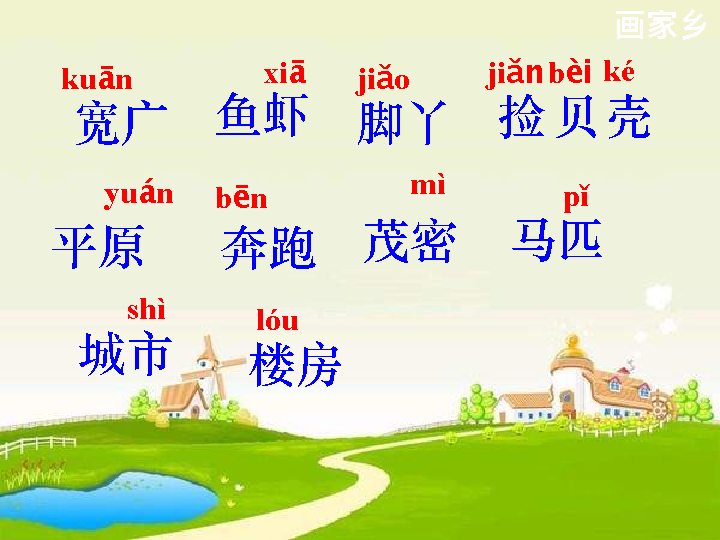 画家乡
kuān xiā jiǎo jiǎn bèi ké
宽广 鱼虾 脚丫 捡贝壳
yuán bēn mì pǐ
平原 奔跑 茂密 马匹
shì lóu
城市 楼房